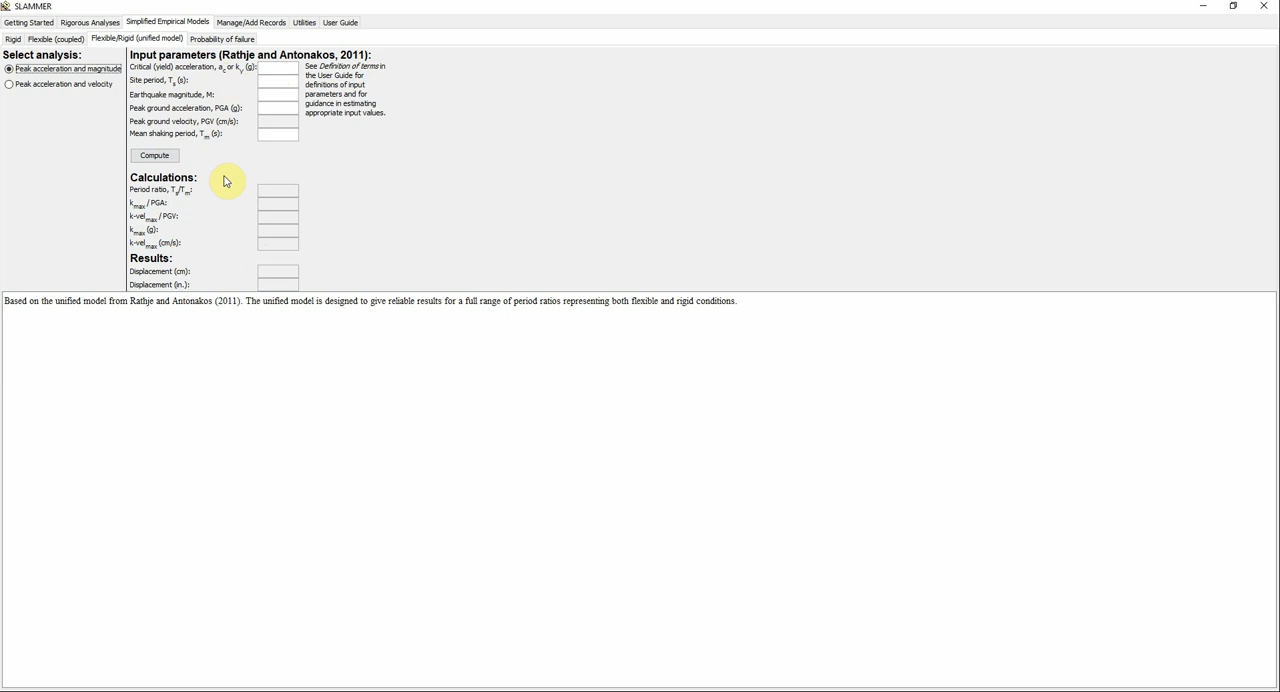 SLAMMER
Getting Started Rigorous Analyses Simplified Empirical Models Manage/Add Records Utilities User Guide
Rigid Flexible (coupled) Flexible/Rigid (unified model) Probability of failure
Select analysis:
Peak acceleration and magnitude
Peak acceleration and velocity
Input parameters (Rathje and Antonakos, 2011):
Critical (yield) acceleration, ac or ky (g):
Site period, Ts (s):
Earthquake magnitude, M:
Peak ground acceleration, PGA (g):
Peak ground velocity, PGV (cm/s):
Mean shaking period, Tm (s):
See Definition of terms in
the User Guide for
definitions of input
parameters and for
guidance in estimating
appropriate input values.
Compute
Calculations:
Period ratio, Ts/Tm:
kmax / PGA:
k-velmax / PGV:
kmax (g):
k-velmax (cm/s):
Results:
Displacement (cm):
Displacement (in.):
Based on the unified model from Rathje and Antonakos (2011). The unified model is designed to give reliable results for a full range of period ratios representing both flexible and rigid conditions.